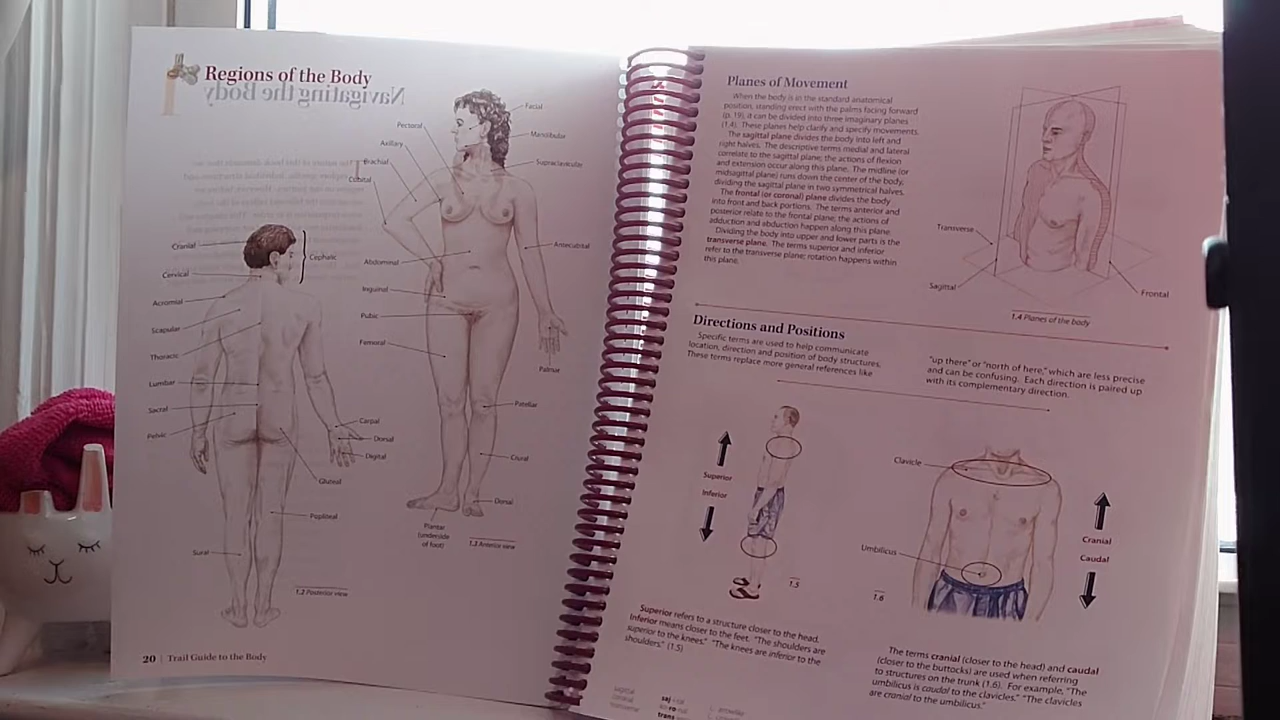 Regions of the Body
Navigating the Body
Facial
Pectoral
Mandibular
Axillary
Brachial
Supraclavicular
Cubital
Cranial
Cephalic
Antecubital
Cervical
Abdominal
Acromial
Inguinal
Scapular
Pubic
Thoracic
Femoral
Palmar
Lumbar
Sacral
Patellar
Pelvic
Carpal
Dorsal
Digital
Crural
Gluteal
Dorsal
Popliteal
Plantar
(underside
of foot)
1.3 Anterior view
Sural
1.2 Posterior view
20 | Trail Guide to the Body
Planes of Movement
When the body is in the standard anatomical
position, standing erect with the palms facing forward
(p. 19), it can be divided into three imaginary planes
(1.4). These planes help clarify and specify movements.
The sagittal plane divides the body into left and
right halves. The descriptive terms medial and lateral
correlate to the sagittal plane; the actions of flexion
and extension occur along this plane. The midline (or
midsagittal plane) runs down the center of the body,
dividing the sagittal plane in two symmetrical halves.
The frontal (or coronal) plane divides the body
into front and back portions. The terms anterior and
posterior relate to the frontal plane; the actions of
adduction and abduction happen along this plane.
Dividing the body into upper and lower parts is the
transverse plane. The terms superior and inferior
refer to the transverse plane; rotation happens within
this plane.
Transverse
Sagittal
Frontal
1.4 Planes of the body
Directions and Positions
Specific terms are used to help communicate
location, direction and position of body structures.
These terms replace more general references like
"up there" or "north of here," which are less precise
and can be confusing. Each direction is paired up
with its complementary direction.
Superior
Inferior
1.5
Clavicle
Umbilicus
1.6
Cranial
Caudal
Superior refers to a structure closer to the head.
Inferior means closer to the feet. "The shoulders are
superior to the knees." "The knees are inferior to the
shoulders." (1.5)
The terms cranial (closer to the head) and caudal
(closer to the buttocks) are used when referring
to structures on the trunk (1.6). For example, "The
umbilicus is caudal to the clavicles." "The clavicles
are cranial to the umbilicus."
sagittal
coronal
transverse